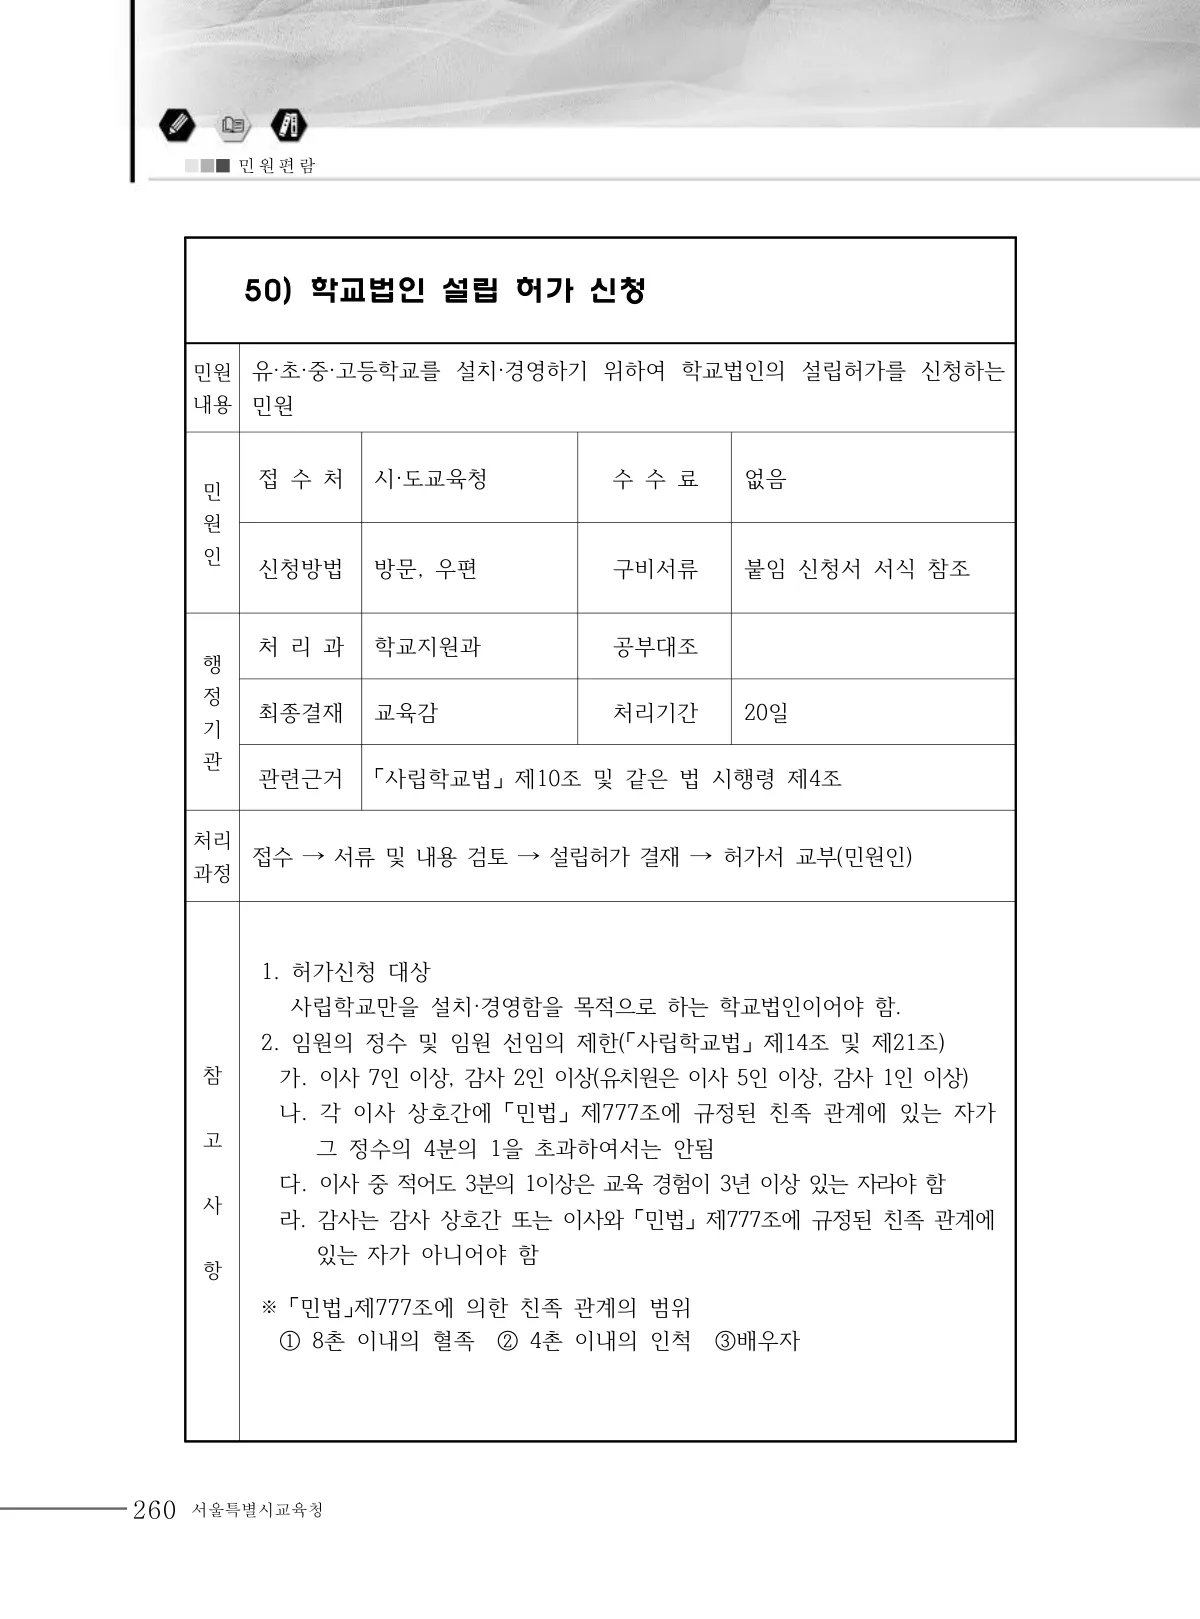 민원편람
50) 학교법인 설립 허가 신청
민원
내용
유·초·중·고등학교를 설치·경영하기 위하여 학교법인의 설립허가를 신청하는
민원
민
원
인
접 수 처
시·도교육청
수 수 료
없음
신청방법
방문, 우편
구비서류
붙임 신청서 서식 참조
행
정
기
관
처 리 과
학교지원과
공부대조
최종결재
교육감
처리기간
20일
관련근거
「사립학교법」 제10조 및 같은 법 시행령 제4조
처리
과정
접수 → 서류 및 내용 검토 → 설립허가 결재 → 허가서 교부(민원인)
참
고
사
항
1. 허가신청 대상
사립학교만을 설치·경영함을 목적으로 하는 학교법인이어야 함.
2. 임원의 정수 및 임원 선임의 제한(「사립학교법」 제14조 및 제21조)
가. 이사 7인 이상, 감사 2인 이상(유치원은 이사 5인 이상, 감사 1인 이상)
나. 각 이사 상호간에 「민법」 제777조에 규정된 친족 관계에 있는 자가
그 정수의 4분의 1을 초과하여서는 안됨
다. 이사 중 적어도 3분의 1이상은 교육 경험이 3년 이상 있는 자라야 함
라. 감사는 감사 상호간 또는 이사와 「민법」 제777조에 규정된 친족 관계에
있는 자가 아니어야 함
※ 「민법」제777조에 의한 친족 관계의 범위
① 8촌 이내의 혈족 ② 4촌 이내의 인척 ③배우자
260 서울특별시교육청